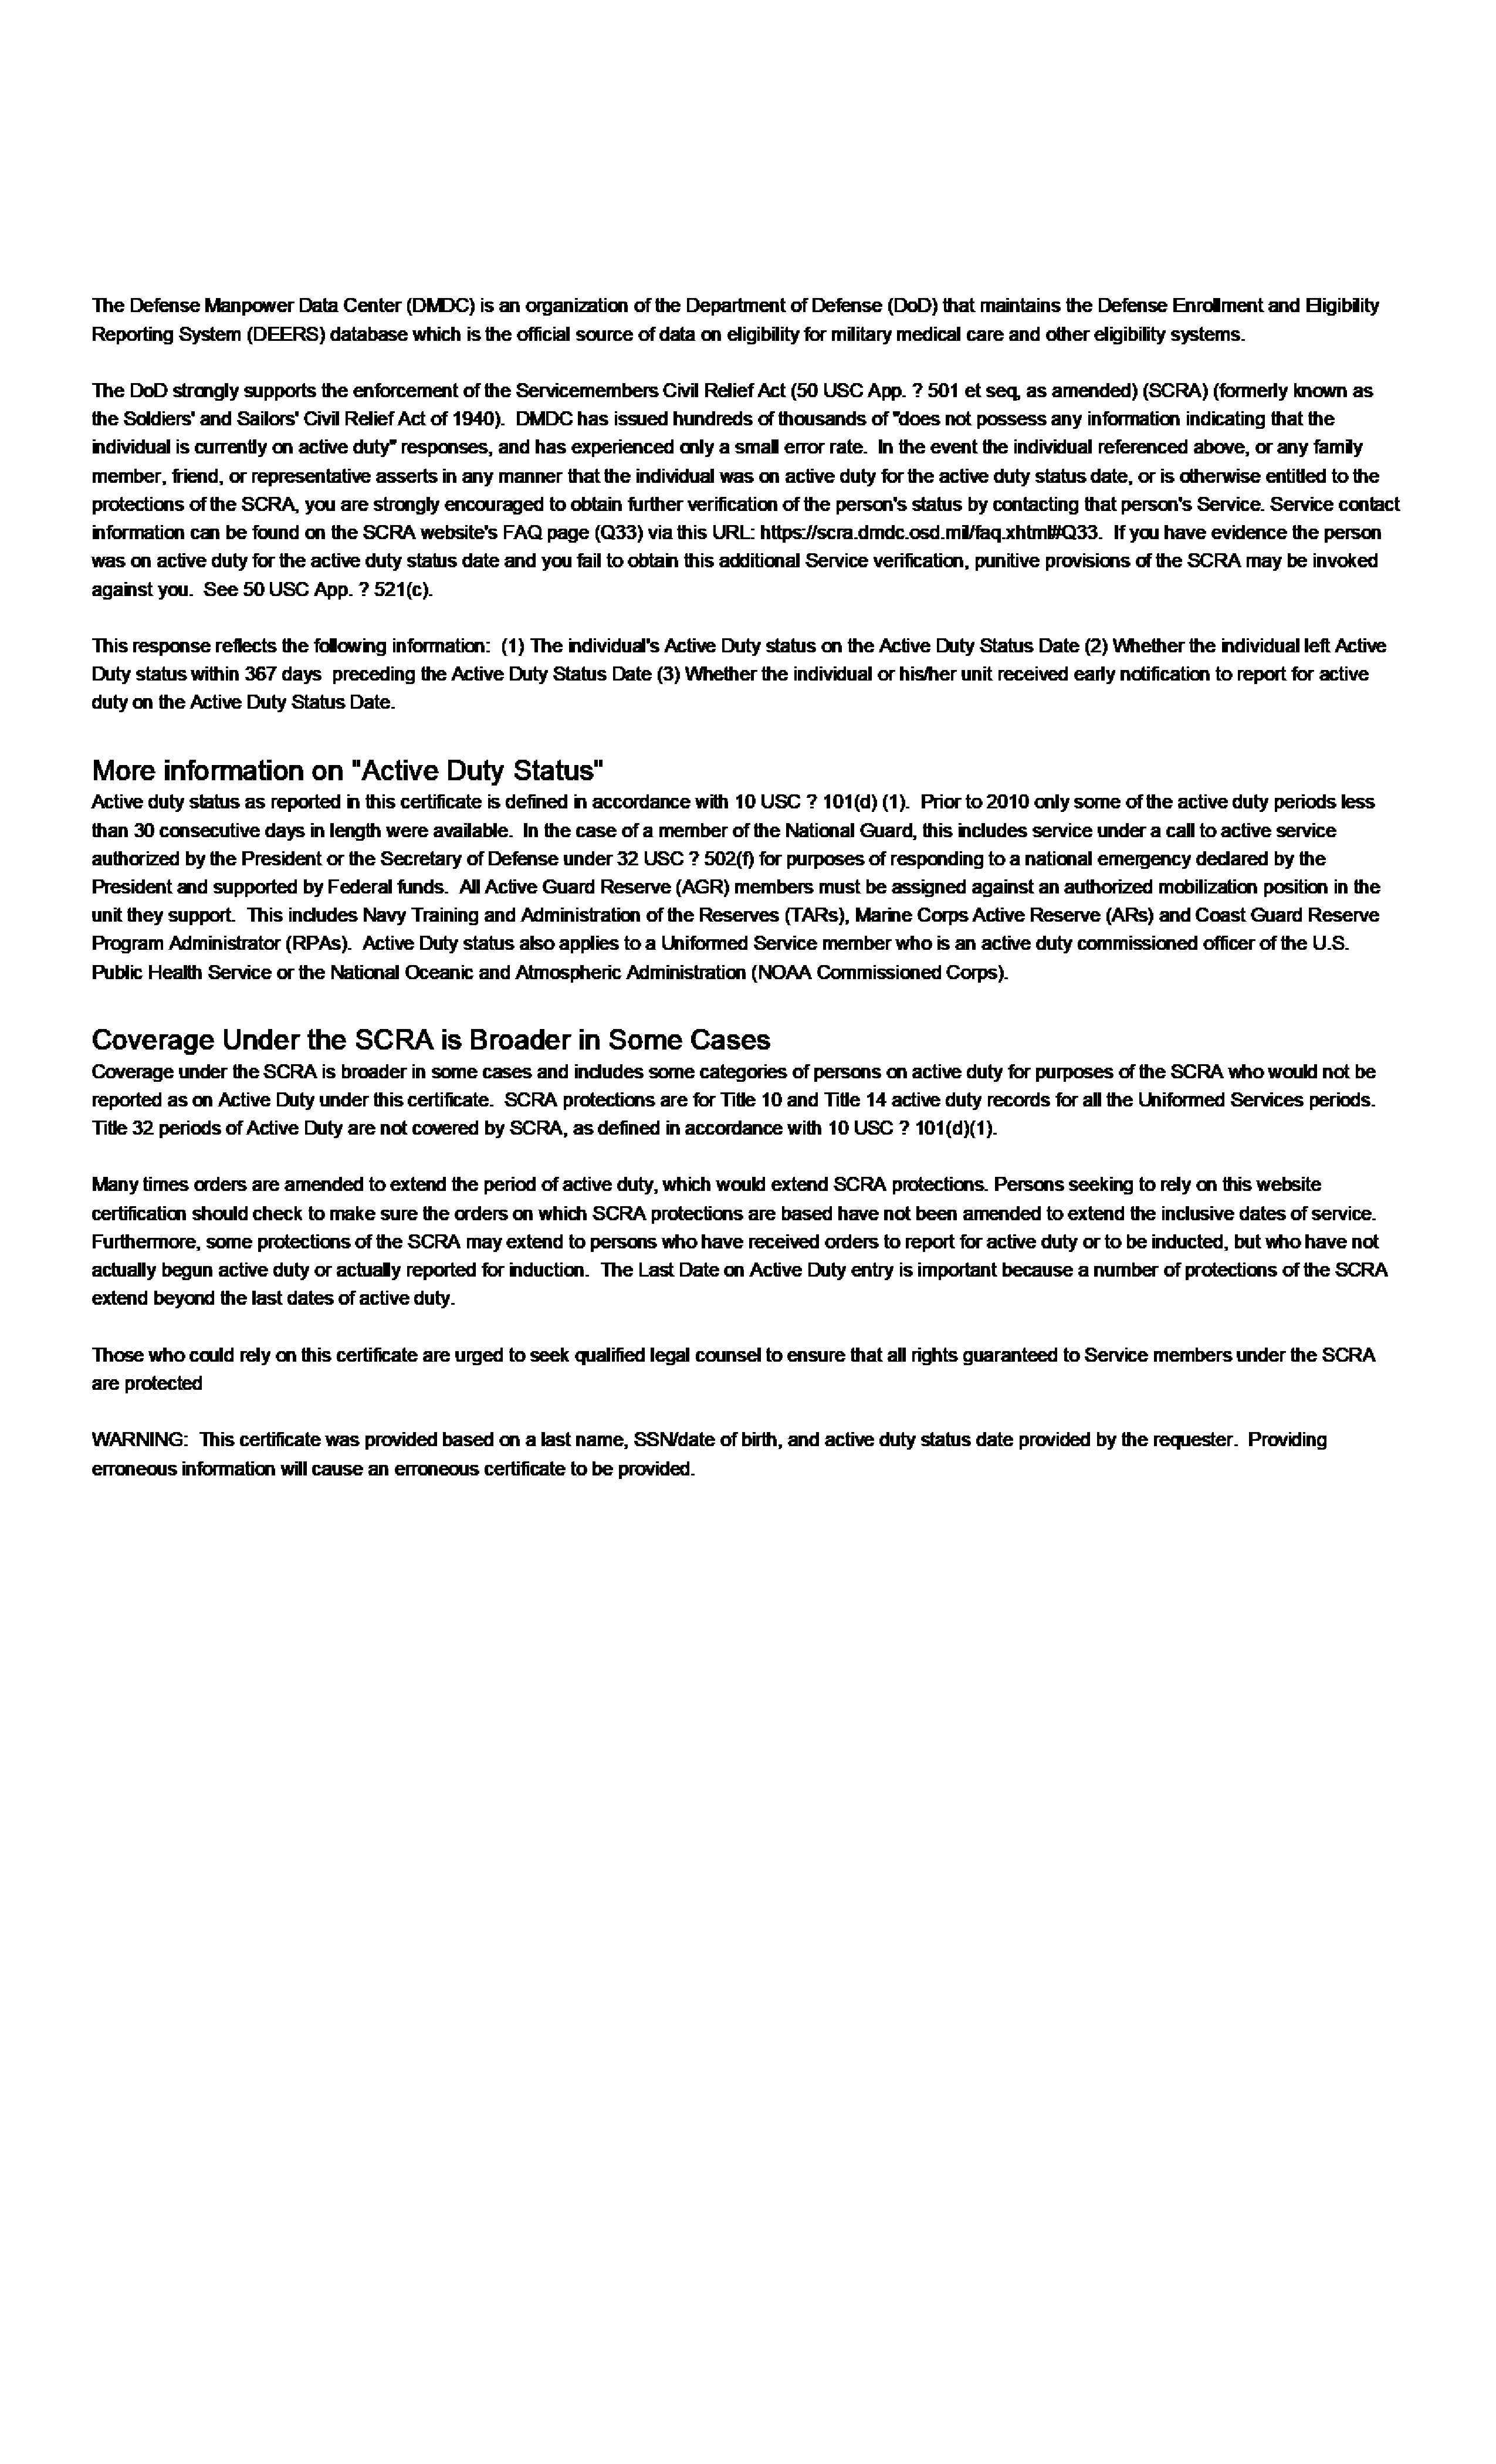 The Defense Manpower Data Center (DMDC) is an organization of the Department of Defense (DoD) that maintains the Defense Enrollment and Eligibility
Reporting System (DEERS) database which is the official source of data on eligibility for military medical care and other eligibility systems.
The DoD strongly supports the enforcement of the Servicemembers Civil Relief Act (50 USC App. ? 501 et seq, as amended) (SCRA) (formerly known as
the Soldiers' and Sailors' Civil Relief Act of 1940).  DMDC has issued hundreds of thousands of "does not possess any information indicating that the
individual is currently on active duty" responses, and has experienced only a small error rate.  In the event the individual referenced above, or any family
member, friend, or representative asserts in any manner that the individual was on active duty for the active duty status date, or is otherwise entitled to the
protections of the SCRA, you are strongly encouraged to obtain further verification of the person's status by contacting that person's Service. Service contact
information can be found on the SCRA website's FAQ page (Q33) via this URL: https://scra.dmdc.osd.mil/faq.xhtml#Q33.  If you have evidence the person
was on active duty for the active duty status date and you fail to obtain this additional Service verification, punitive provisions of the SCRA may be invoked
against you.  See 50 USC App. ? 521(c).
This response reflects the following information:  (1) The individual's Active Duty status on the Active Duty Status Date (2) Whether the individual left Active
Duty status within 367 days  preceding the Active Duty Status Date (3) Whether the individual or his/her unit received early notification to report for active
duty on the Active Duty Status Date.
More information on "Active Duty Status"
Active duty status as reported in this certificate is defined in accordance with 10 USC ? 101(d) (1).  Prior to 2010 only some of the active duty periods less
than 30 consecutive days in length were available.  In the case of a member of the National Guard, this includes service under a call to active service
authorized by the President or the Secretary of Defense under 32 USC ? 502(f) for purposes of responding to a national emergency declared by the
President and supported by Federal funds.  All Active Guard Reserve (AGR) members must be assigned against an authorized mobilization position in the
unit they support.  This includes Navy Training and Administration of the Reserves (TARs), Marine Corps Active Reserve (ARs) and Coast Guard Reserve
Program Administrator (RPAs).  Active Duty status also applies to a Uniformed Service member who is an active duty commissioned officer of the U.S.
Public Health Service or the National Oceanic and Atmospheric Administration (NOAA Commissioned Corps).
Coverage Under the SCRA is Broader in Some Cases
Coverage under the SCRA is broader in some cases and includes some categories of persons on active duty for purposes of the SCRA who would not be
reported as on Active Duty under this certificate.  SCRA protections are for Title 10 and Title 14 active duty records for all the Uniformed Services periods.
Title 32 periods of Active Duty are not covered by SCRA, as defined in accordance with 10 USC ? 101(d)(1).
Many times orders are amended to extend the period of active duty, which would extend SCRA protections. Persons seeking to rely on this website
certification should check to make sure the orders on which SCRA protections are based have not been amended to extend the inclusive dates of service.
Furthermore, some protections of the SCRA may extend to persons who have received orders to report for active duty or to be inducted, but who have not
actually begun active duty or actually reported for induction.  The Last Date on Active Duty entry is important because a number of protections of the SCRA
extend beyond the last dates of active duty.
Those who could rely on this certificate are urged to seek qualified legal counsel to ensure that all rights guaranteed to Service members under the SCRA
are protected
WARNING:  This certificate was provided based on a last name, SSN/date of birth, and active duty status date provided by the requester.  Providing
erroneous information will cause an erroneous certificate to be provided.